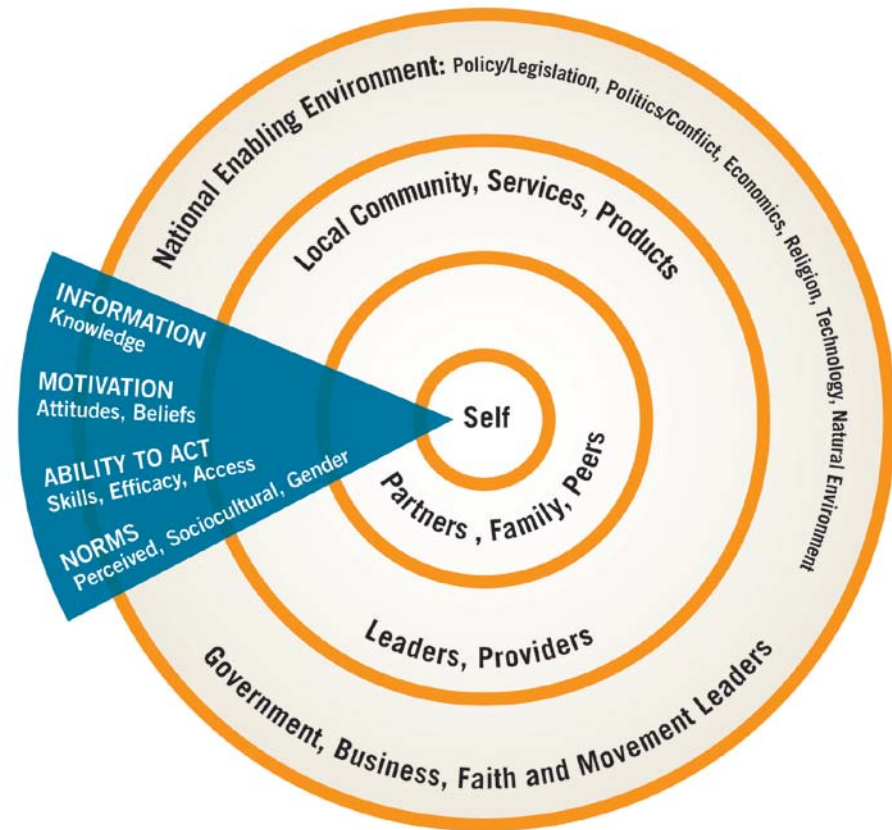 National Enabling Environment: Policy/Legislation, Politics/Conflict, Economics, Religion, Technology, Natural Environment
Local Community, Services, Products
INFORMATION
Knowledge
MOTIVATION
Attitudes, Beliefs
ABILITY TO ACT
Skills, Efficacy, Access
NORMS
Perceived, Sociocultural, Gender
Self
Partners , Family, Peers
Leaders, Providers
Government, Business, Faith and Movement Leaders